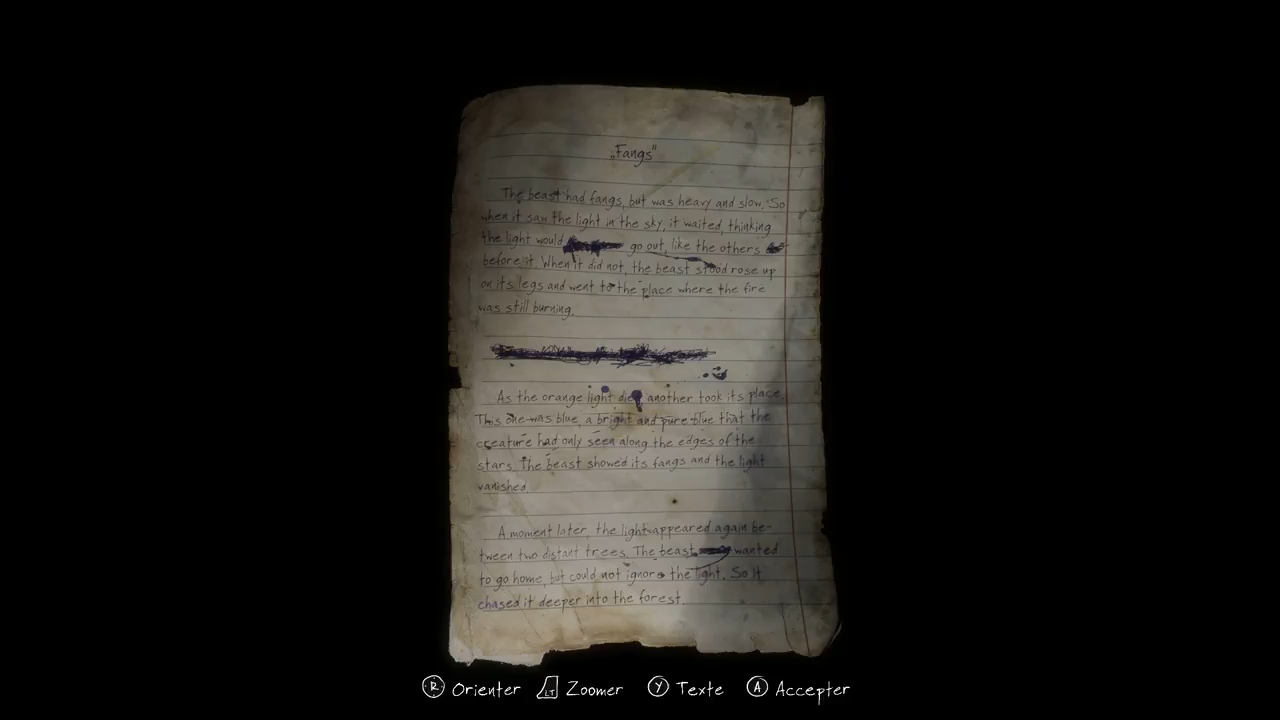 „Fangs"
The beast had fangs, but was heavy and slow. So
when it saw the light in the sky, it waited, thinking
the light would go out, like the others
before it. When it did not, the beast stood rose up
on its legs and went to the place where the fire
was still burning.
As the orange light died another took its place.
This one was blue, a bright and pure blue that the
creature had only seen along the edges of the
stars. The beast showed its fangs and the light
vanished
A moment later, the light appeared again be-
tween two distant trees. The beast wanted
to go home, but could not ignore the light. So it
chased it deeper into the forest.
R Orienter LT Zoomer Y Texte A Accepter